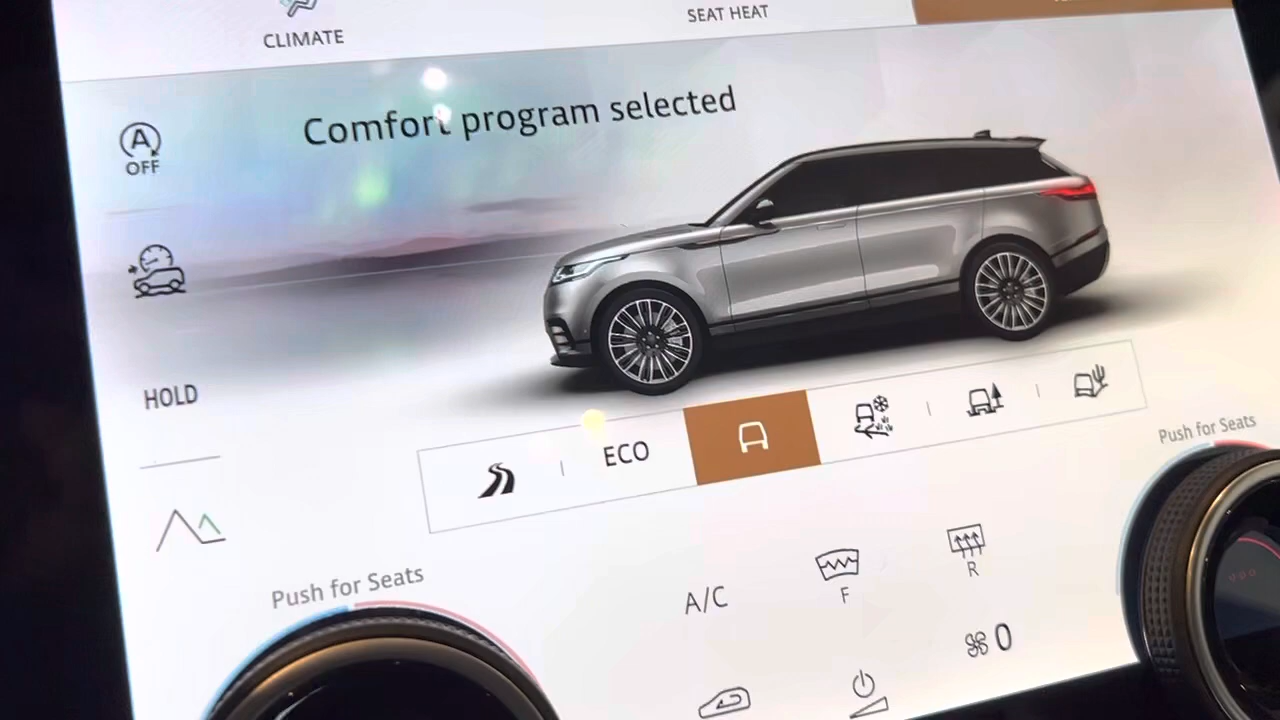 CLIMATE
SEAT HEAT
Comfort program selected
A
OFF
HOLD
ECO
Push for Seats
Push for Seats
A/C
F
R
0